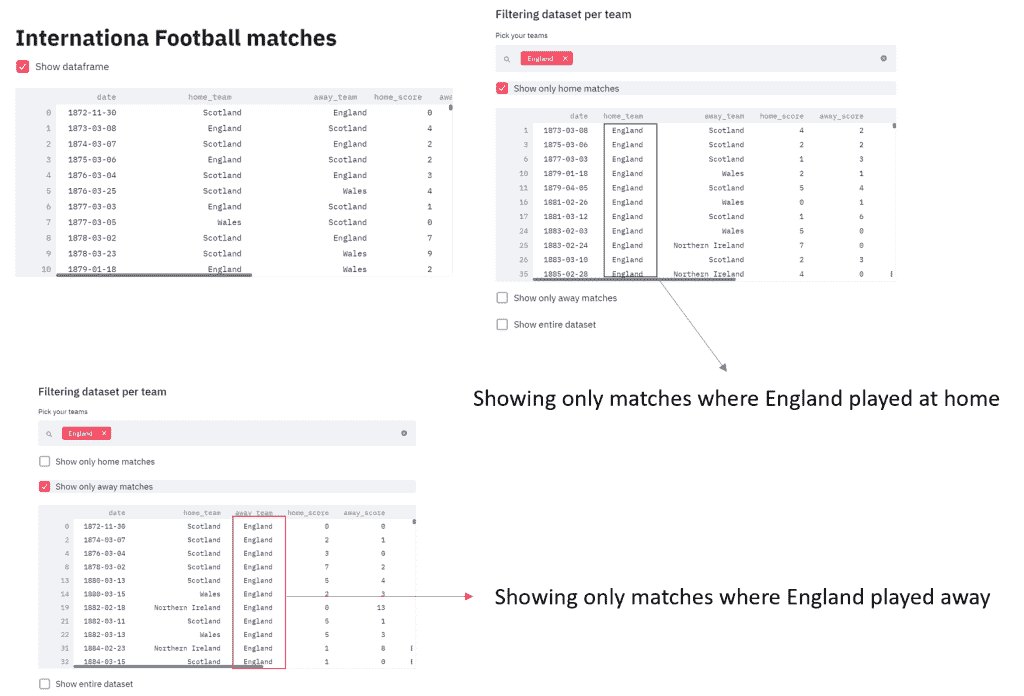 Internationa Football matches
Show dataframe
date home_team away_team home_score awa
0 1872-11-30 Scotland England 0
1 1873-03-08 England Scotland 4
2 1874-03-07 Scotland England 2
3 1875-03-06 England Scotland 2
4 1876-03-04 Scotland England 3
5 1876-03-25 Scotland Wales 4
6 1877-03-03 England Scotland 1
7 1877-03-05 Wales Scotland 0
8 1878-03-02 Scotland England 7
9 1878-03-23 Scotland Wales 9
10 1879-01-18 England Wales 2
Filtering dataset per team
Pick your teams
England ×
Show only home matches
date home_team away_team home_score away_score
1 1873-03-08 England Scotland 4 2
3 1875-03-06 England Scotland 2 2
6 1877-03-03 England Scotland 1 3
10 1879-01-18 England Wales 2 1
11 1879-04-05 England Scotland 5 4
16 1881-02-26 England Wales 0 1
17 1881-03-12 England Scotland 1 6
24 1883-02-03 England Wales 5 0
25 1883-02-24 England Northern Ireland 7 0
26 1883-03-10 England Scotland 2 3
35 1885-02-28 England Northern Ireland 4 0
Show only away matches
Show entire dataset
Showing only matches where England played at home
Filtering dataset per team
Pick your teams
England ×
Show only home matches
Show only away matches
date home_team away_team home_score away_score
0 1872-11-30 Scotland England 0 0
2 1874-03-07 Scotland England 2 1
4 1876-03-04 Scotland England 3 0
8 1878-03-02 Scotland England 7 2
13 1880-03-13 Scotland England 5 4
14 1880-03-15 Wales England 2 3
19 1882-02-18 Northern Ireland England 0 13
21 1882-03-11 Scotland England 5 1
22 1882-03-13 Wales England 5 3
31 1884-02-23 Northern Ireland England 1 8
32 1884-03-15 Scotland England 1 0
Showing only matches where England played away
Show entire dataset